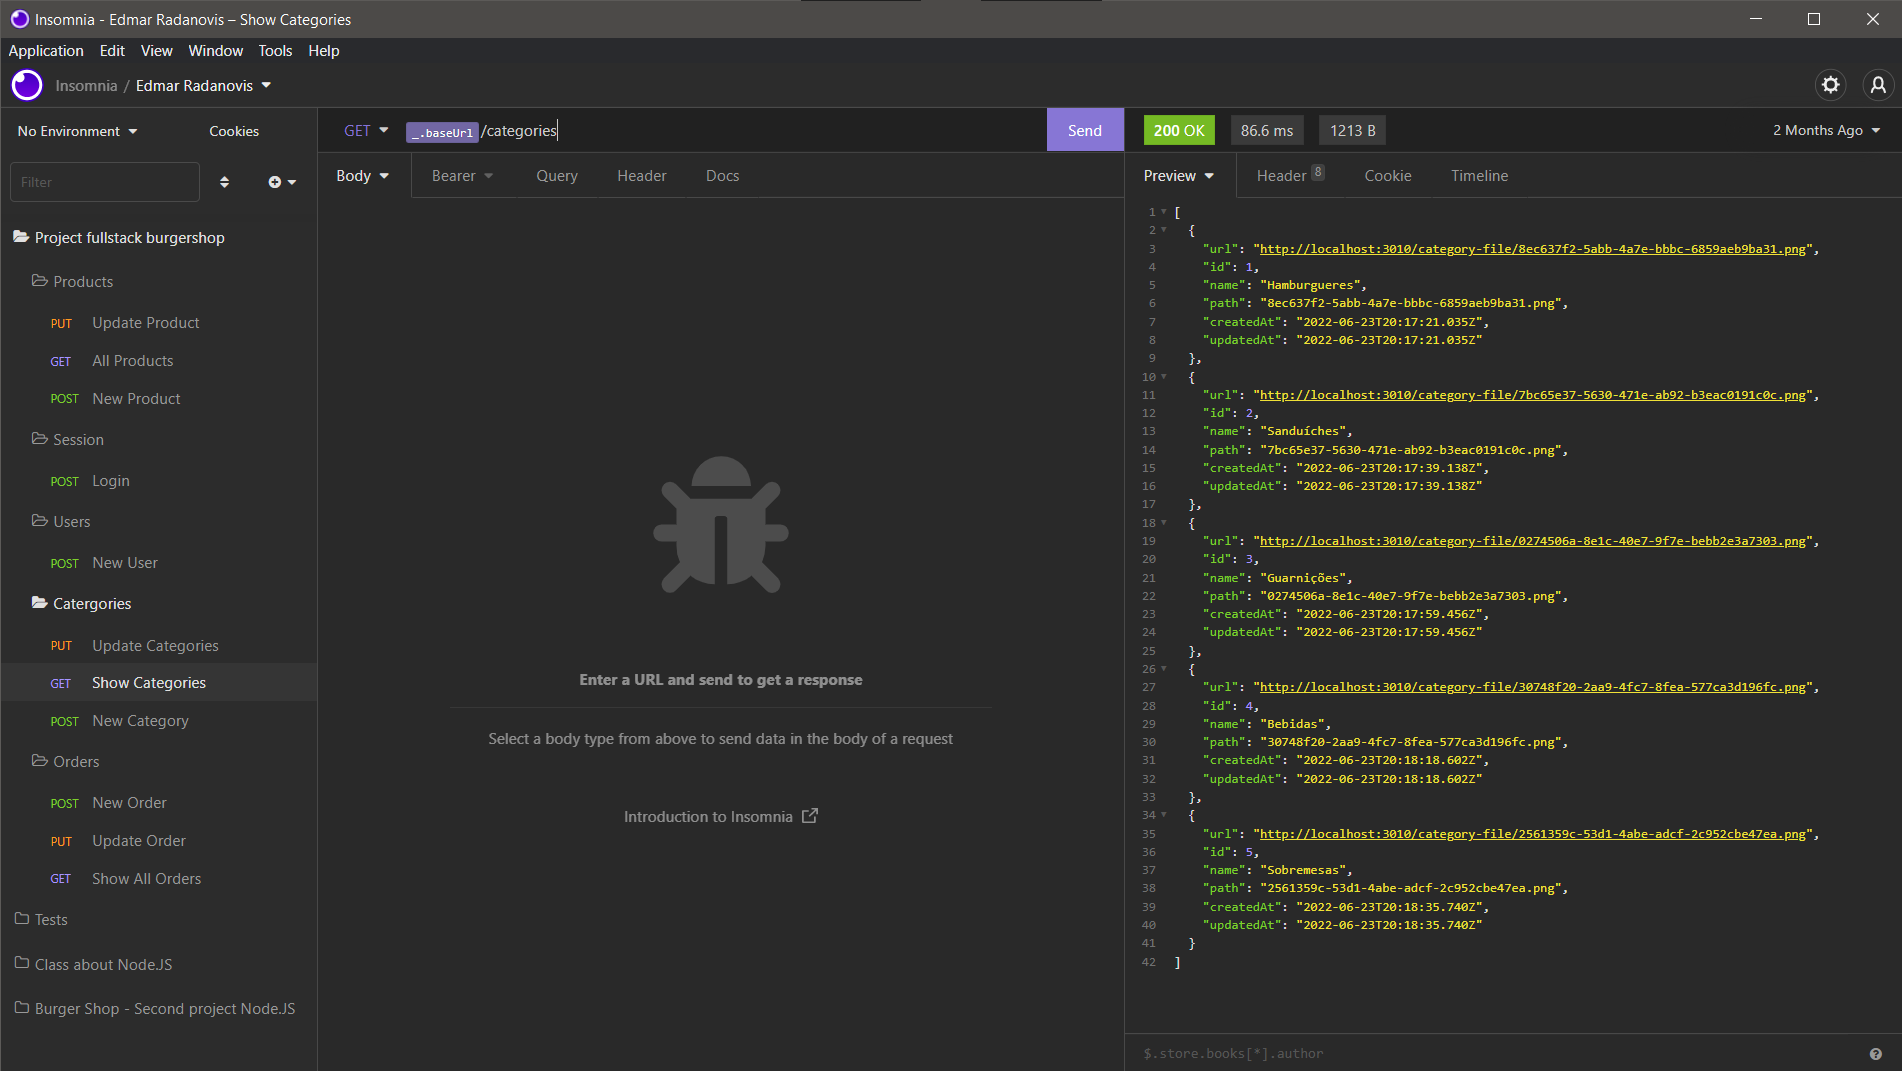 Insomnia - Edmar Radanovis – Show Categories
Application Edit View Window Tools Help
Insomnia / Edmar Radanovis
No Environment Cookies
Filter
Project fullstack burgershop
Products
PUT Update Product
GET All Products
POST New Product
Session
POST Login
Users
POST New User
Catergories
PUT Update Categories
GET Show Categories
POST New Category
Orders
POST New Order
PUT Update Order
GET Show All Orders
Tests
Class about Node.JS
Burger Shop - Second project Node.JS
GET _.baseUrl /categories Send
Body Bearer Query Header Docs
Enter a URL and send to get a response
Select a body type from above to send data in the body of a request
Introduction to Insomnia
200 OK 86.6 ms 1213 B 2 Months Ago
Preview Header 8 Cookie Timeline
1 [
2 {
3 "url": "http://localhost:3010/category-file/8ec637f2-5abb-4a7e-bbbc-6859aeb9ba31.png",
4 "id": 1,
5 "name": "Hamburgueres",
6 "path": "8ec637f2-5abb-4a7e-bbbc-6859aeb9ba31.png",
7 "createdAt": "2022-06-23T20:17:21.035Z",
8 "updatedAt": "2022-06-23T20:17:21.035Z"
9 },
10 {
11 "url": "http://localhost:3010/category-file/7bc65e37-5630-471e-ab92-b3eac0191c0c.png",
12 "id": 2,
13 "name": "Sanduíches",
14 "path": "7bc65e37-5630-471e-ab92-b3eac0191c0c.png",
15 "createdAt": "2022-06-23T20:17:39.138Z",
16 "updatedAt": "2022-06-23T20:17:39.138Z"
17 },
18 {
19 "url": "http://localhost:3010/category-file/0274506a-8e1c-40e7-9f7e-bebb2e3a7303.png",
20 "id": 3,
21 "name": "Guarnições",
22 "path": "0274506a-8e1c-40e7-9f7e-bebb2e3a7303.png",
23 "createdAt": "2022-06-23T20:17:59.456Z",
24 "updatedAt": "2022-06-23T20:17:59.456Z"
25 },
26 {
27 "url": "http://localhost:3010/category-file/30748f20-2aa9-4fc7-8fea-577ca3d196fc.png",
28 "id": 4,
29 "name": "Bebidas",
30 "path": "30748f20-2aa9-4fc7-8fea-577ca3d196fc.png",
31 "createdAt": "2022-06-23T20:18:18.602Z",
32 "updatedAt": "2022-06-23T20:18:18.602Z"
33 },
34 {
35 "url": "http://localhost:3010/category-file/2561359c-53d1-4abe-adcf-2c952cbe47ea.png",
36 "id": 5,
37 "name": "Sobremesas",
38 "path": "2561359c-53d1-4abe-adcf-2c952cbe47ea.png",
39 "createdAt": "2022-06-23T20:18:35.740Z",
40 "updatedAt": "2022-06-23T20:18:35.740Z"
41 }
42 ]
$.store.books[*].author